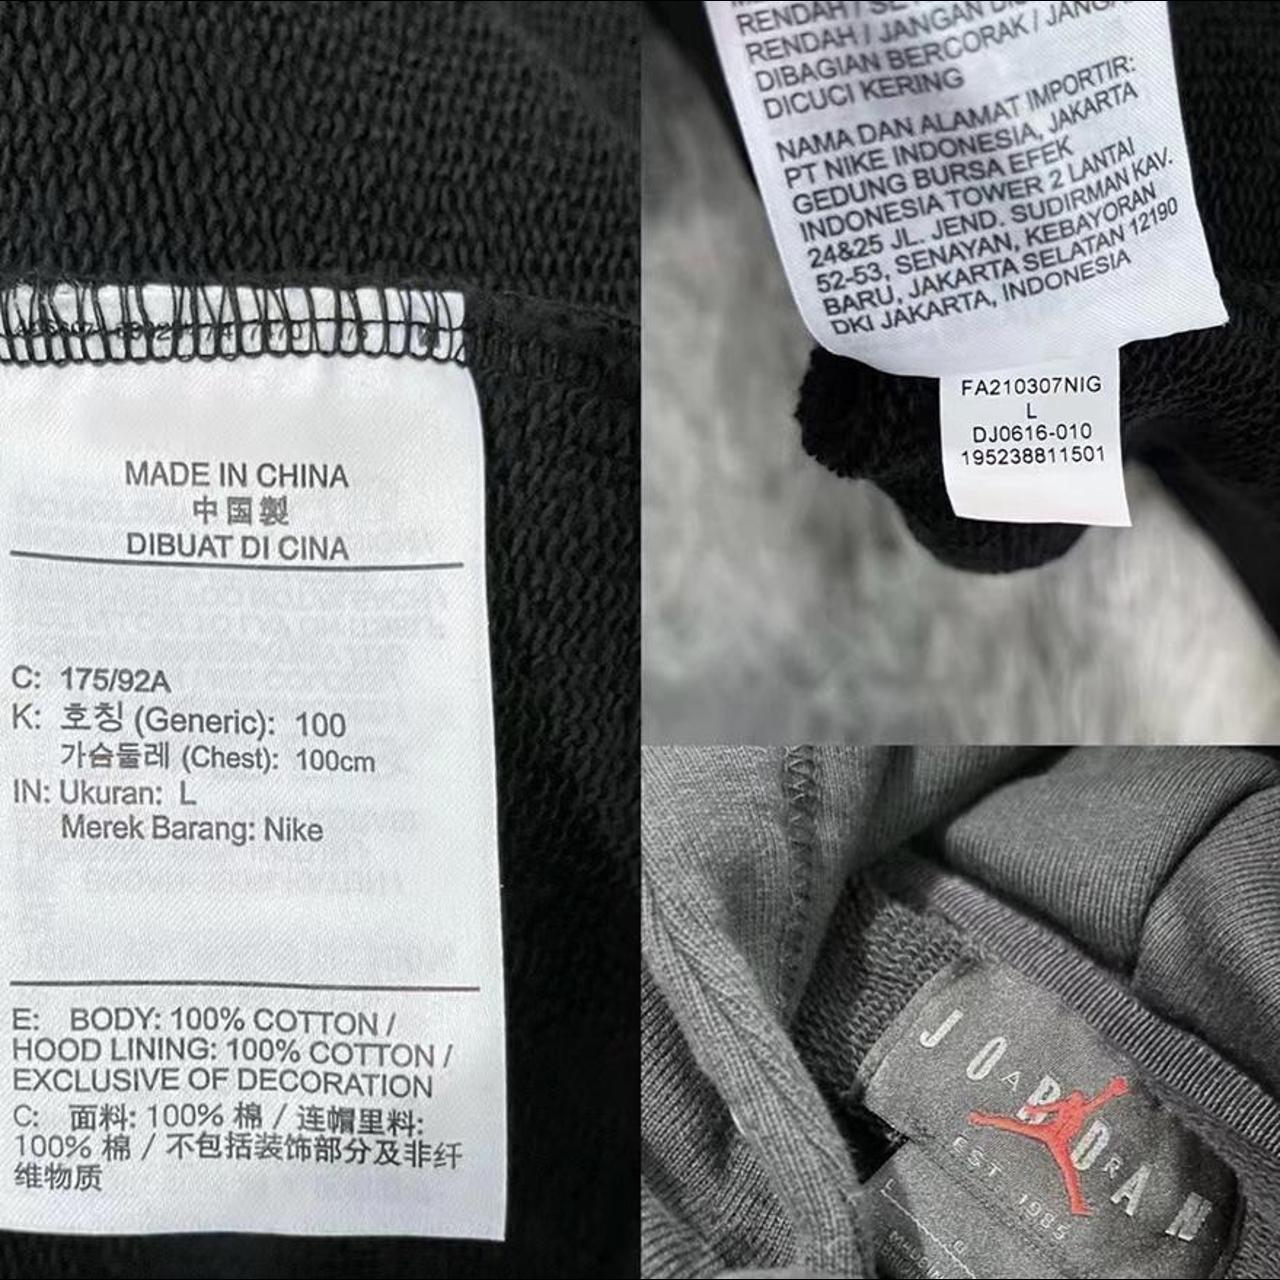 MADE IN CHINA
中国製
DIBUAT DI CINA
C: 175/92A
K: 호칭 (Generic): 100
가슴둘레 (Chest): 100cm
IN: Ukuran: L
Merek Barang: Nike
E: BODY: 100% COTTON /
HOOD LINING: 100% COTTON /
EXCLUSIVE OF DECORATION
C: 面料: 100% 棉 / 连帽里料:
100% 棉 / 不包括装饰部分及非纤
维物质
RENDAH /
RENDAH / JANGAN
DIBAGIAN BERCORAK /
DICUCI KERING
NAMA DAN ALAMAT IMPORTIR:
PT NIKE INDONESIA, JAKARTA
GEDUNG BURSA EFEK
INDONESIA TOWER 2 LANTAI
24&25 JL. JEND. SUDIRMAN KAV.
52-53, SENAYAN, KEBAYORAN
BARU, JAKARTA SELATAN 12190
DKI JAKARTA, INDONESIA
FA210307NIG
L
DJ0616-010
195238811501
JORDAN
EST. 1985
L